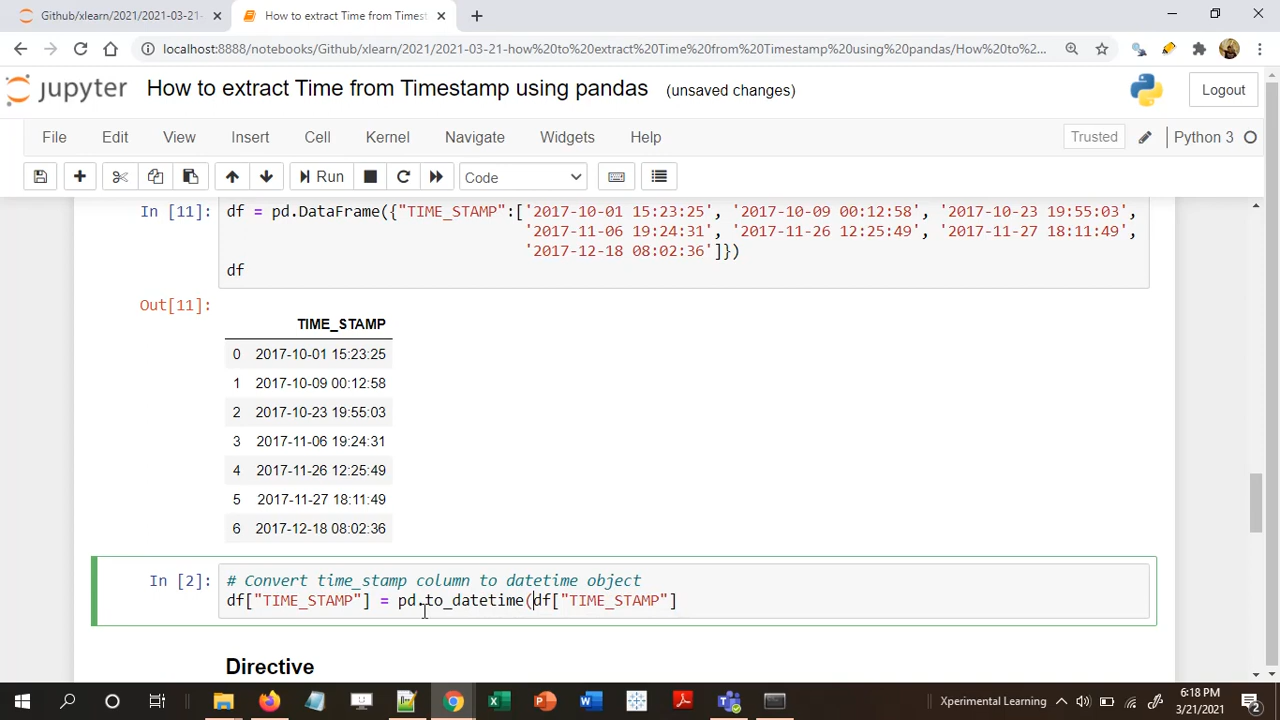 Github/xlearn/2021/2021-03-21-
How to extract Time from Timest
localhost:8888/notebooks/Github/xlearn/2021/2021-03-21-how%20to%20extract%20Time%20from%20Timestamp%20using%20pandas/How%20to%...
jupyter How to extract Time from Timestamp using pandas (unsaved changes)
Logout
File Edit View Insert Cell Kernel Navigate Widgets Help
Trusted Python 3
Run Code
In [11]: df = pd.DataFrame({"TIME_STAMP":['2017-10-01 15:23:25', '2017-10-09 00:12:58', '2017-10-23 19:55:03',
'2017-11-06 19:24:31', '2017-11-26 12:25:49', '2017-11-27 18:11:49',
'2017-12-18 08:02:36']})
df
Out[11]:
TIME_STAMP
0 2017-10-01 15:23:25
1 2017-10-09 00:12:58
2 2017-10-23 19:55:03
3 2017-11-06 19:24:31
4 2017-11-26 12:25:49
5 2017-11-27 18:11:49
6 2017-12-18 08:02:36
In [2]: # Convert time_stamp column to datetime object
df["TIME_STAMP"] = pd.to_datetime(df["TIME_STAMP"]
Directive
Xperimental Learning
6:18 PM
3/21/2021
2